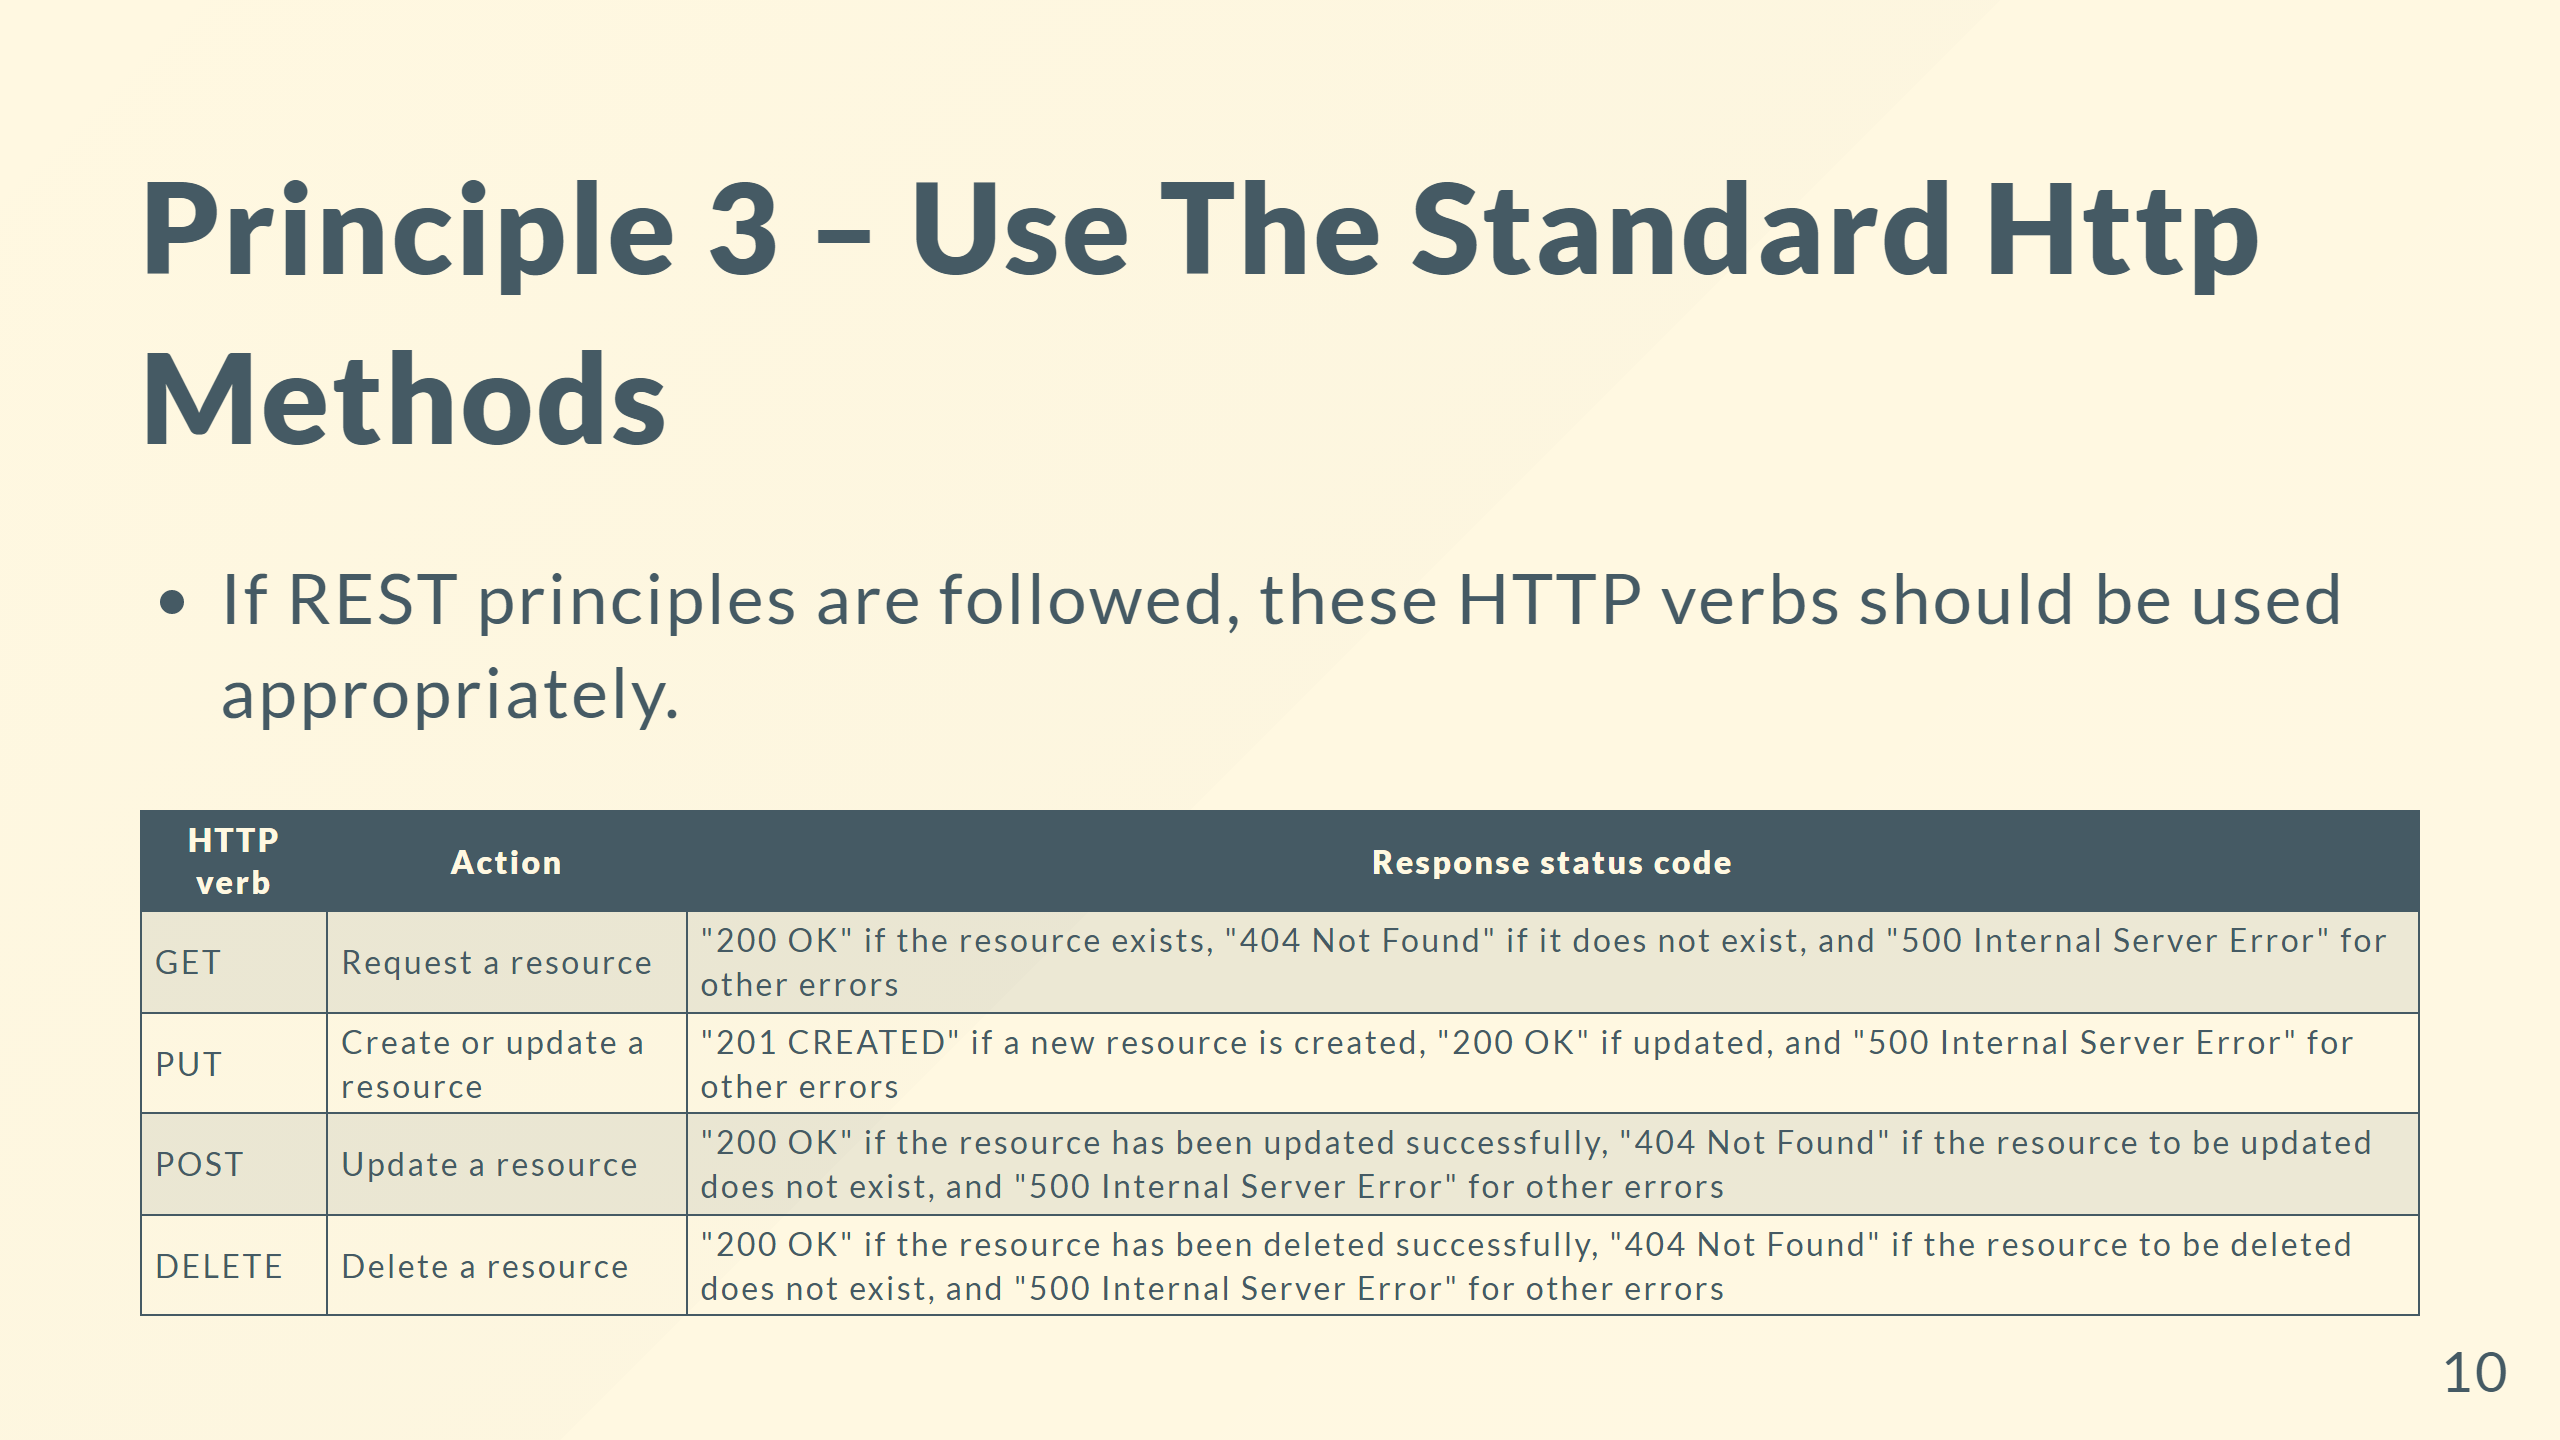 Principle 3 – Use The Standard Http
Methods
• If REST principles are followed, these HTTP verbs should be used
appropriately.
HTTP
verb
Action
Response status code
GET
Request a resource
"200 OK" if the resource exists, "404 Not Found" if it does not exist, and "500 Internal Server Error" for
other errors
PUT
Create or update a
resource
"201 CREATED" if a new resource is created, "200 OK" if updated, and "500 Internal Server Error" for
other errors
POST
Update a resource
"200 OK" if the resource has been updated successfully, "404 Not Found" if the resource to be updated
does not exist, and "500 Internal Server Error" for other errors
DELETE
Delete a resource
"200 OK" if the resource has been deleted successfully, "404 Not Found" if the resource to be deleted
does not exist, and "500 Internal Server Error" for other errors
10